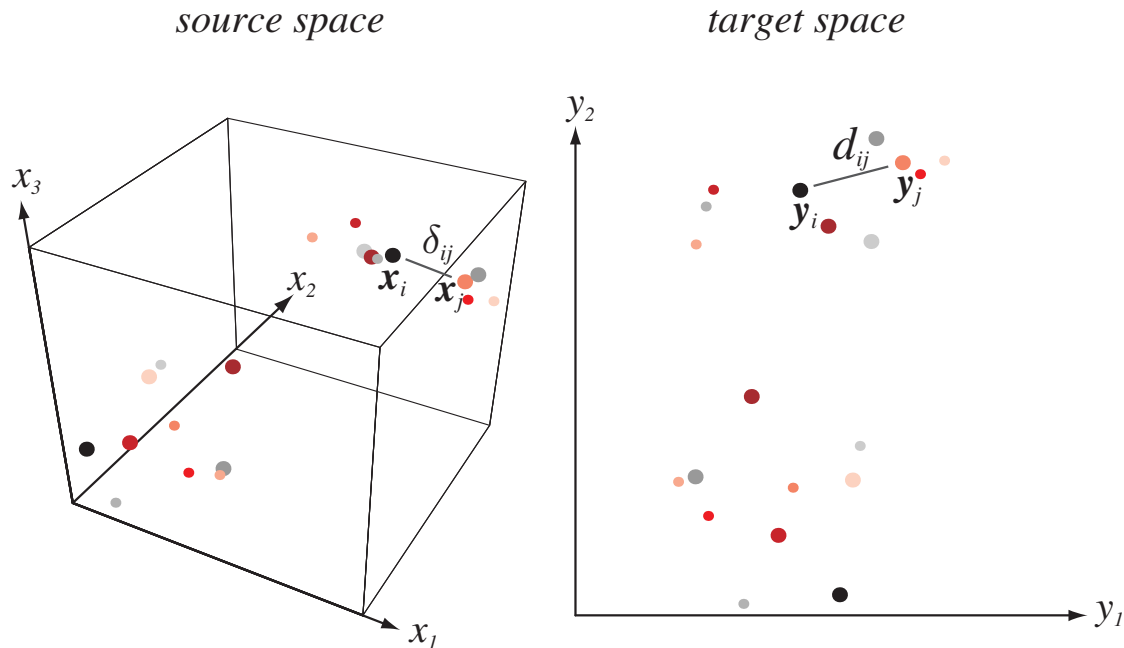 source space
target space
x3
x2
x1
δij
xi
xj
y2
y1
dij
yi
yj